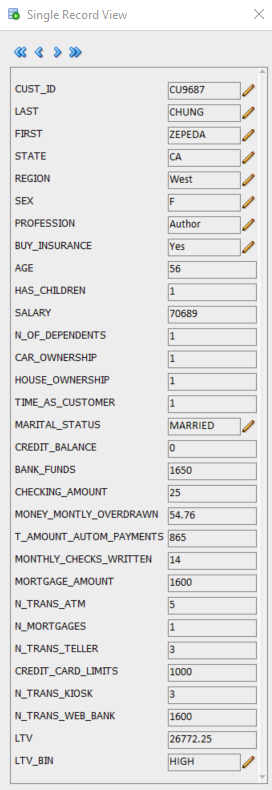 Single Record View
CUST_ID CU9687
LAST CHUNG
FIRST ZEPEDA
STATE CA
REGION West
SEX F
PROFESSION Author
BUY_INSURANCE Yes
AGE 56
HAS_CHILDREN 1
SALARY 70689
N_OF_DEPENDENTS 1
CAR_OWNERSHIP 1
HOUSE_OWNERSHIP 1
TIME_AS_CUSTOMER 1
MARITAL_STATUS MARRIED
CREDIT_BALANCE 0
BANK_FUNDS 1650
CHECKING_AMOUNT 25
MONEY_MONTLY_OVERDRAWN 54.76
T_AMOUNT_AUTOM_PAYMENTS 865
MONTHLY_CHECKS_WRITTEN 14
MORTGAGE_AMOUNT 1600
N_TRANS_ATM 5
N_MORTGAGES 1
N_TRANS_TELLER 3
CREDIT_CARD_LIMITS 1000
N_TRANS_KIOSK 3
N_TRANS_WEB_BANK 1600
LTV 26772.25
LTV_BIN HIGH